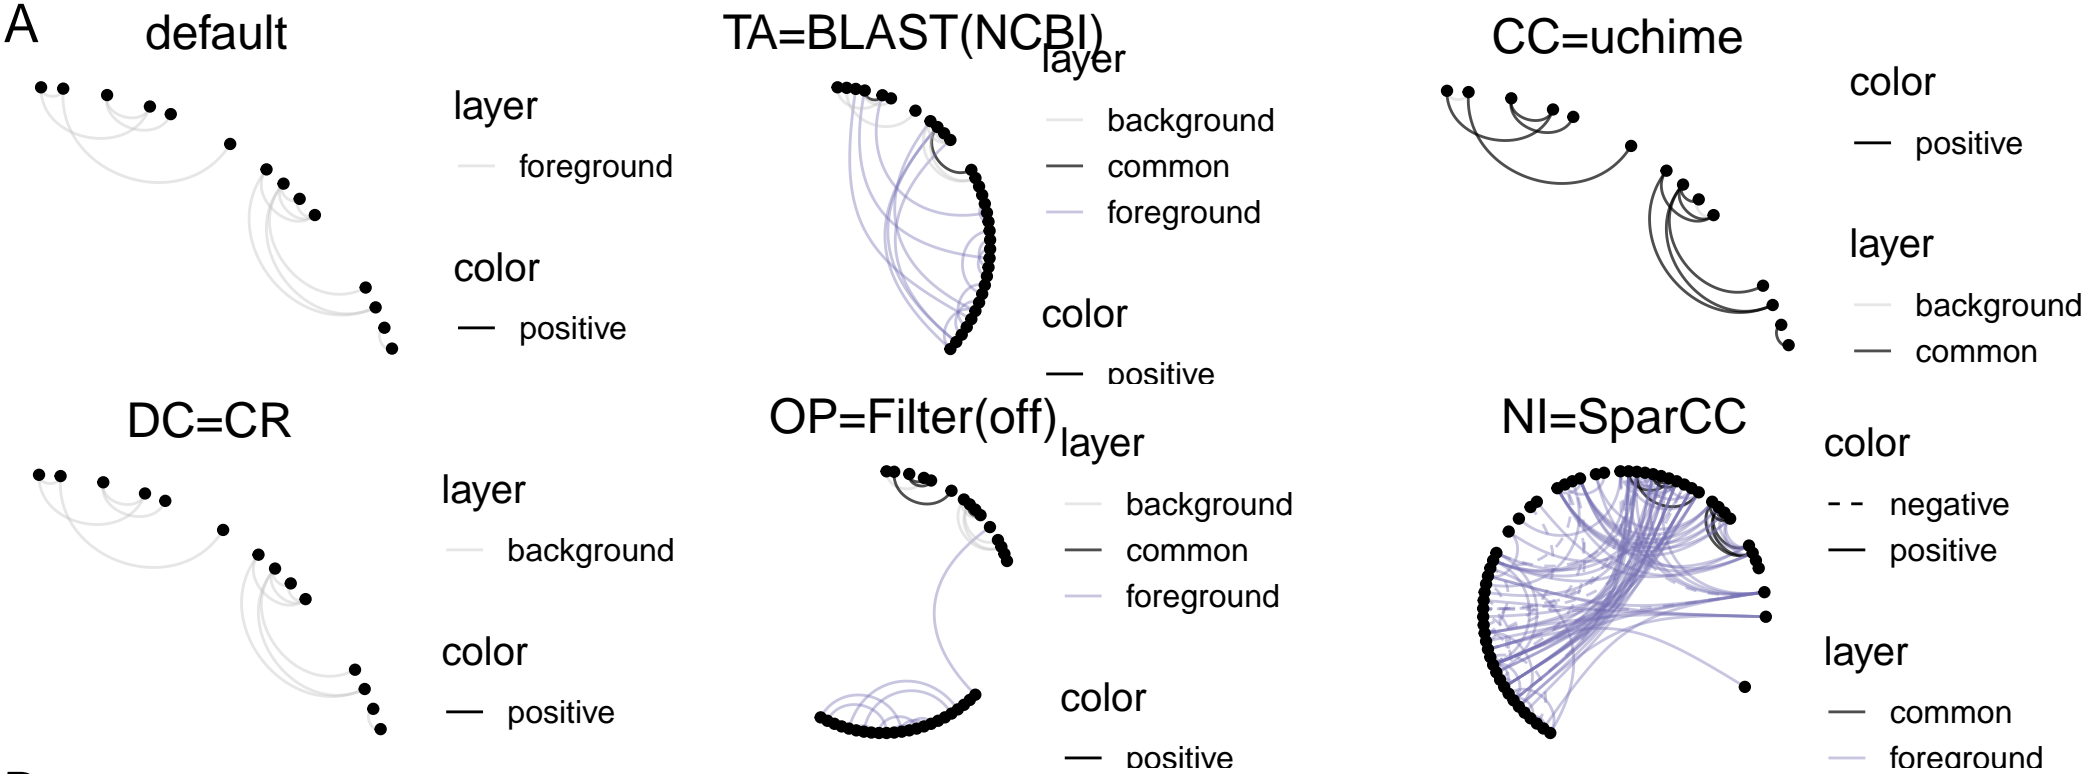 A
default
layer
foreground
color
positive
TA=BLAST(NCBI)
layer
background
common
foreground
color
positive
CC=uchime
color
positive
layer
background
common
DC=CR
layer
background
color
positive
OP=Filter(off)
layer
background
common
foreground
color
positive
NI=SparCC
color
negative
positive
layer
common
foreground